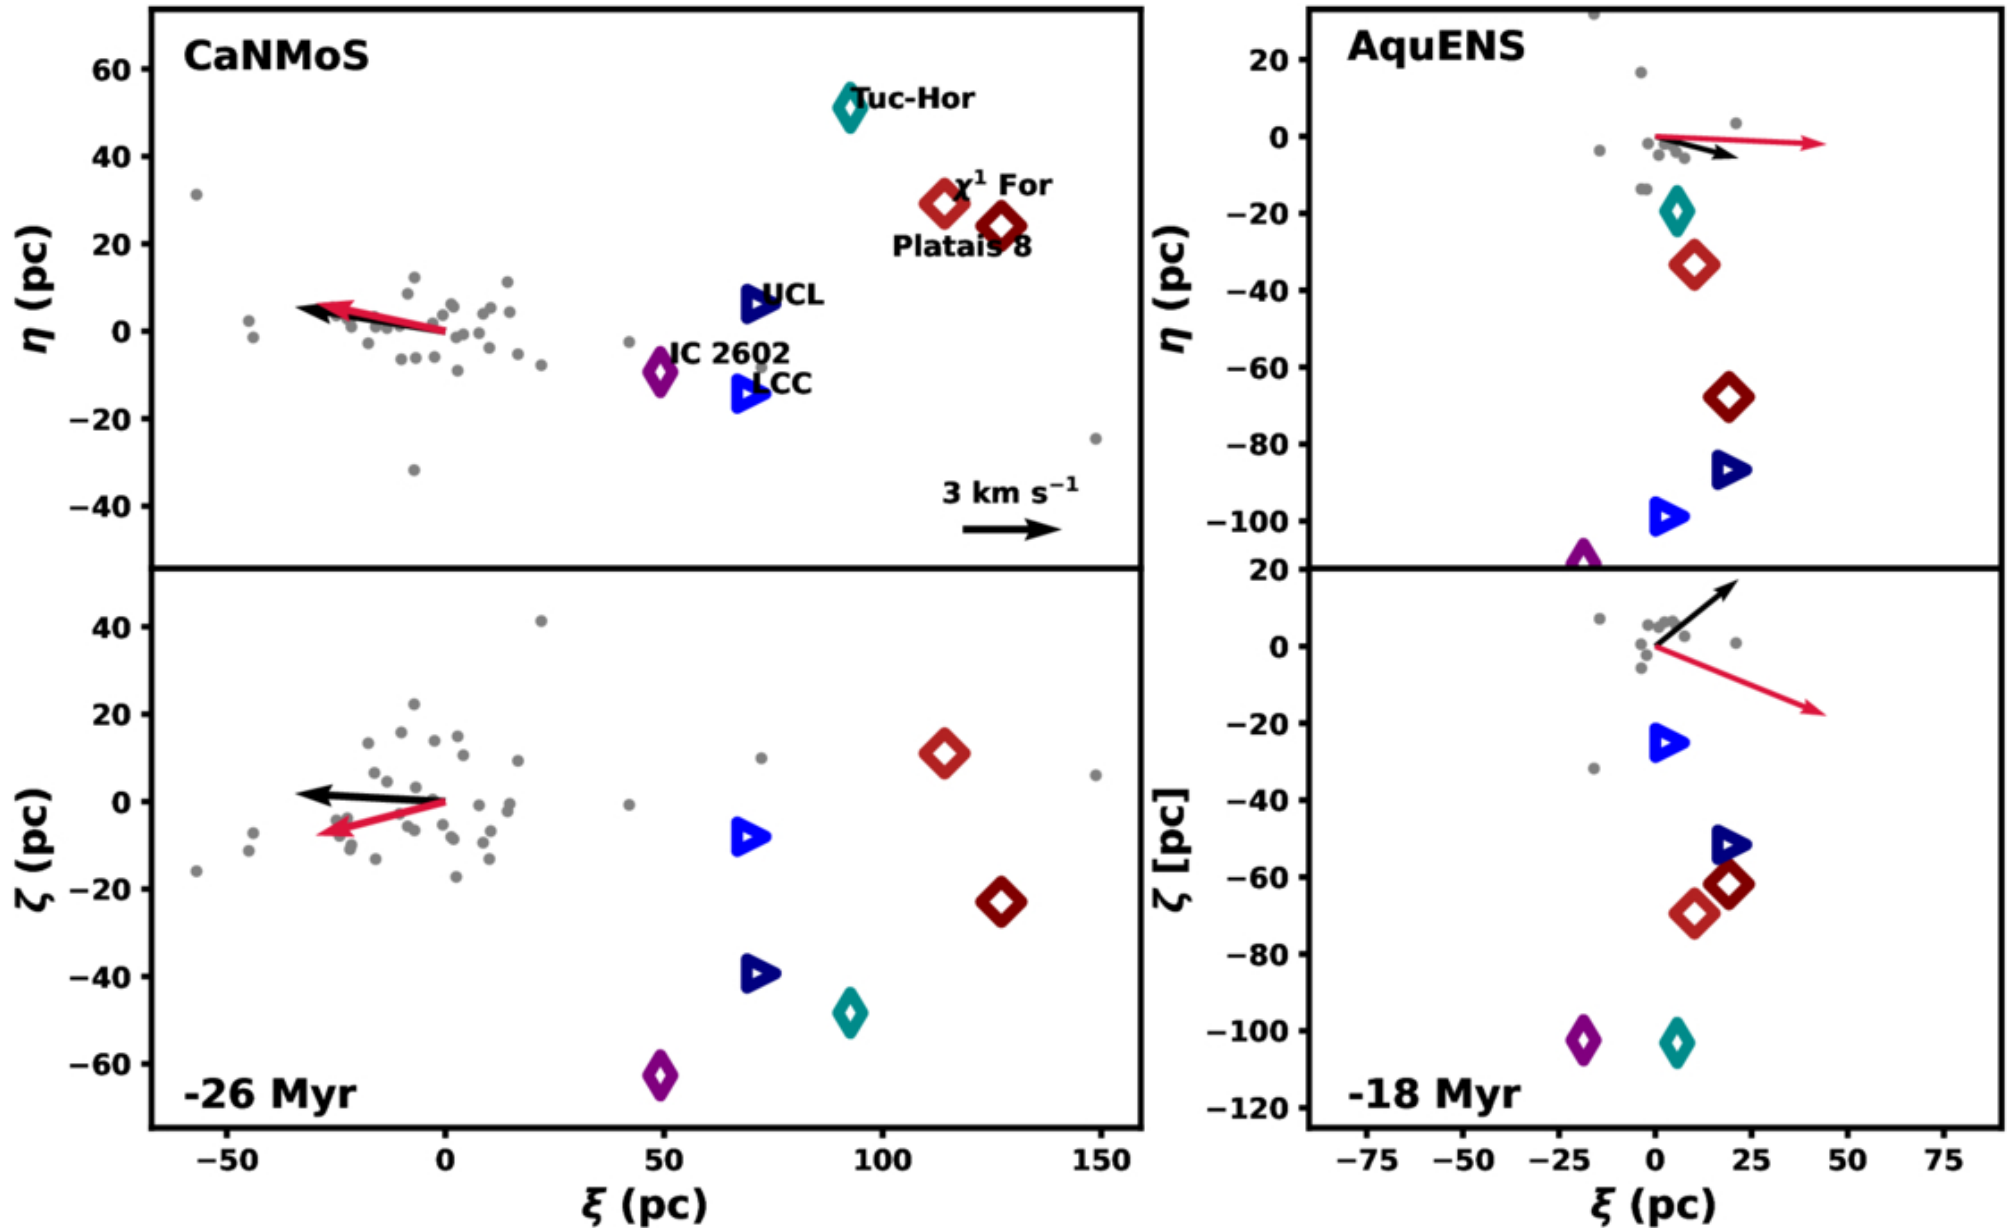 CaNMoS
60
40
20
0
−20
−40
η (pc)
Tuc-Hor
χ¹ For
Platais 8
UCL
IC 2602
LCC
3 km s⁻¹
AquENS
20
0
−20
−40
−60
−80
−100
η (pc)
40
20
0
−20
−40
−60
ζ (pc)
-26 Myr
−50
0
50
100
150
ξ (pc)
20
0
−20
−40
−60
−80
−100
−120
ζ [pc]
-18 Myr
−75
−50
−25
0
25
50
75
ξ (pc)